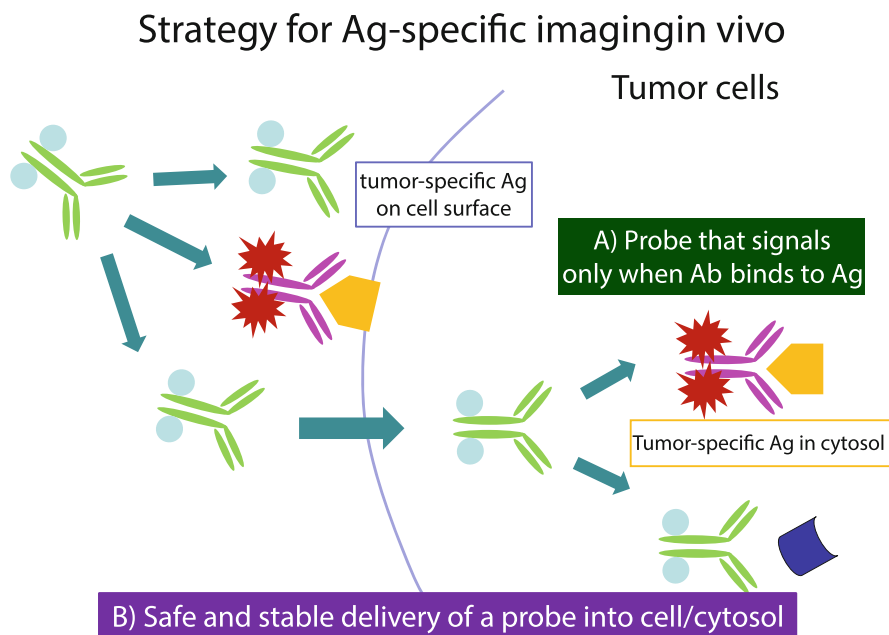 Strategy for Ag-specific imagingin vivo
Tumor cells
tumor-specific Ag
on cell surface
A) Probe that signals
only when Ab binds to Ag
Tumor-specific Ag in cytosol
B) Safe and stable delivery of a probe into cell/cytosol